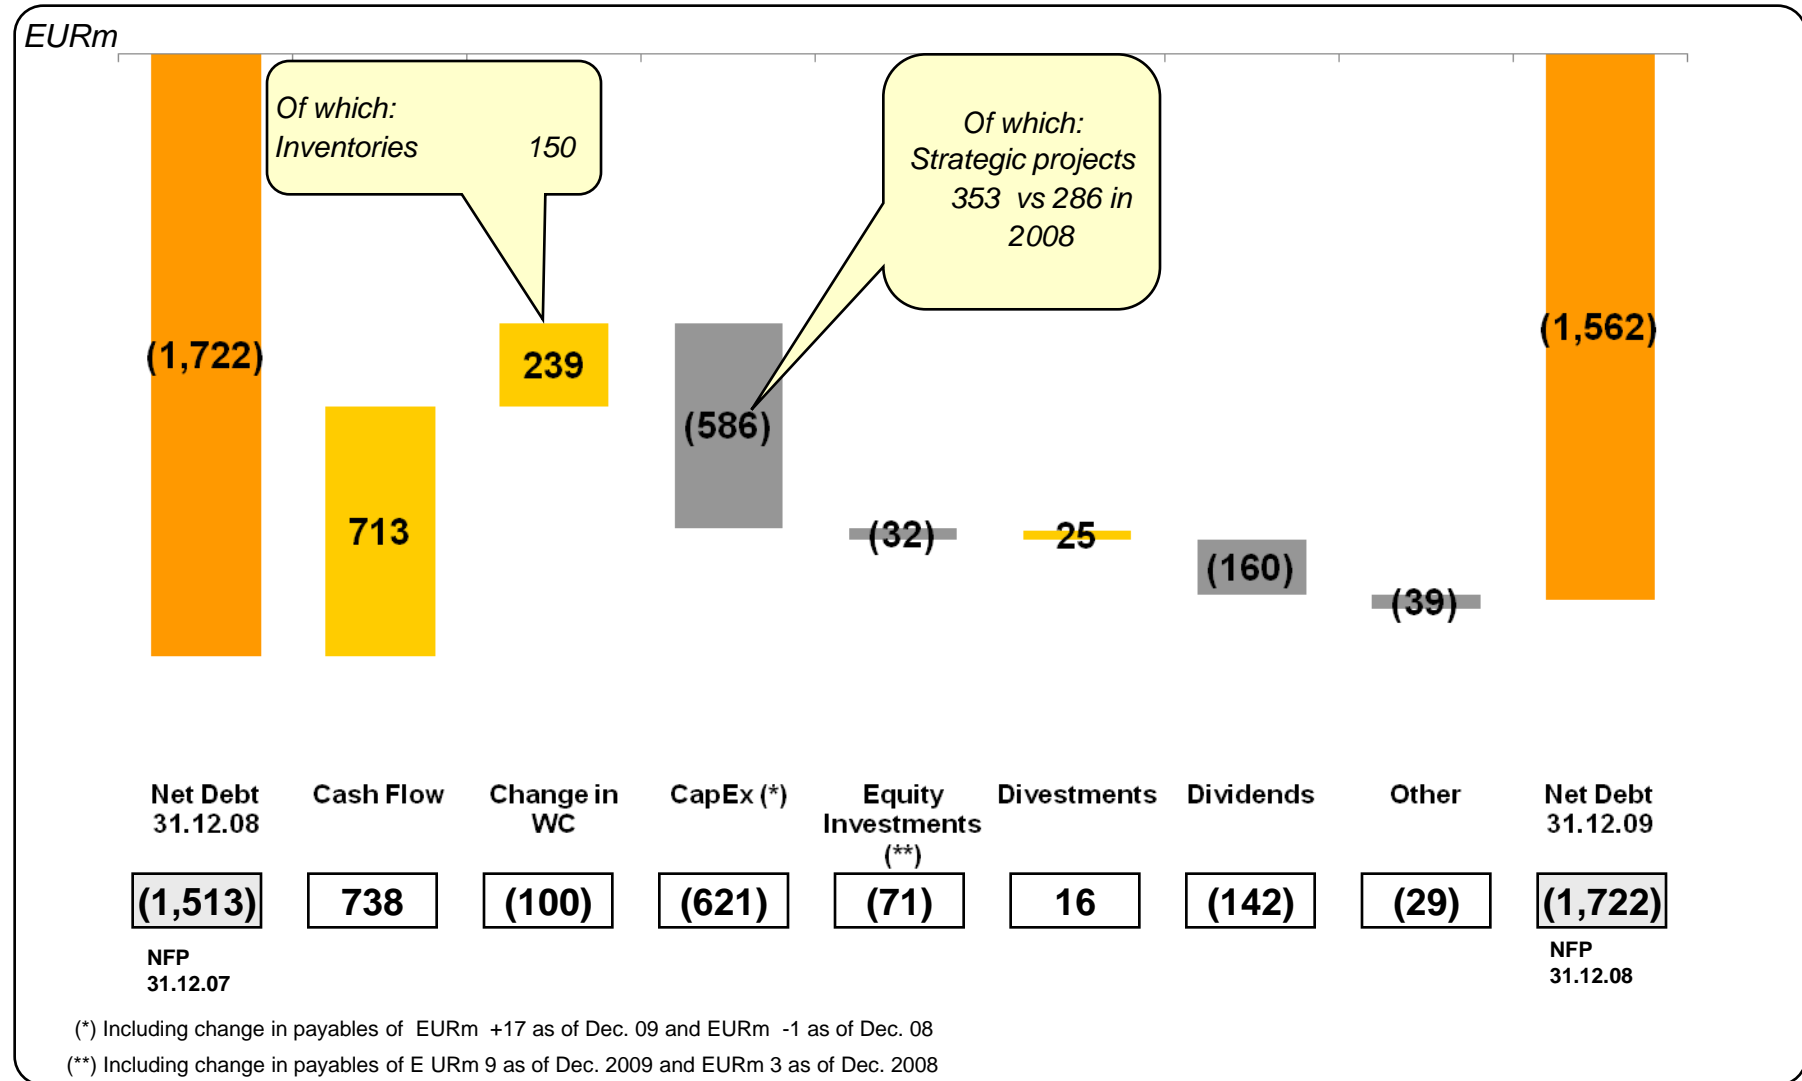 EURm
Of which:
Inventories 150
Of which:
Strategic projects
353 vs 286 in
2008
(1,722)
713
239
(586)
(32)
25
(160)
(39)
(1,562)
Net Debt
31.12.08
Cash Flow
Change in
WC
CapEx (*)
Equity
Investments
(**)
Divestments
Dividends
Other
Net Debt
31.12.09
(1,513)
738
(100)
(621)
(71)
16
(142)
(29)
(1,722)
NFP
31.12.07
NFP
31.12.08
(*) Including change in payables of EURm +17 as of Dec. 09 and EURm -1 as of Dec. 08
(**) Including change in payables of E URm 9 as of Dec. 2009 and EURm 3 as of Dec. 2008